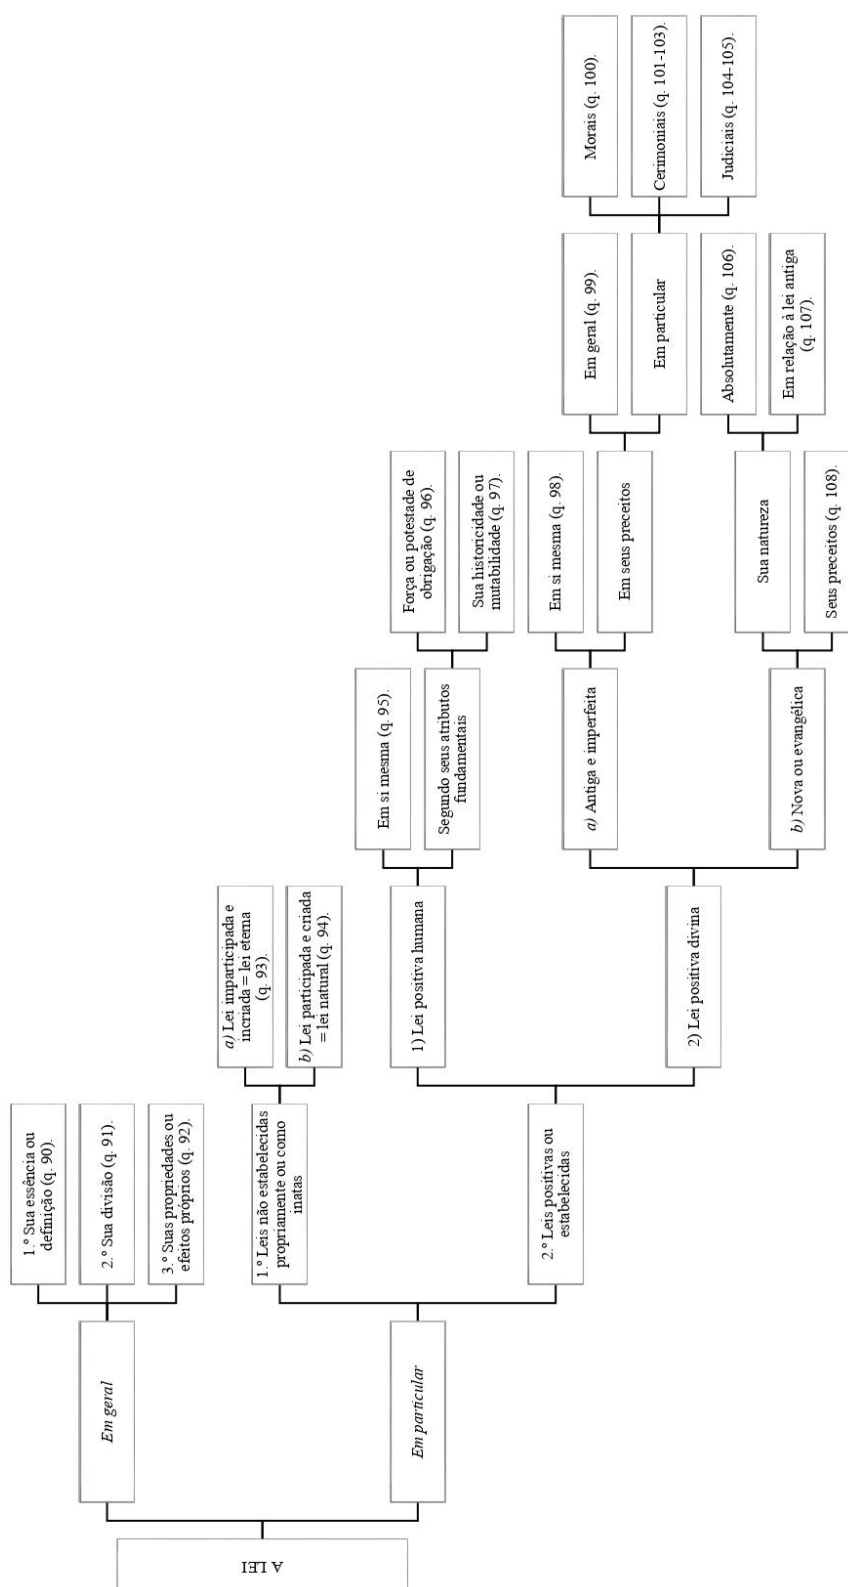 A LEI
Em geral
1.º Sua essência ou
definição (q. 90).
2.º Sua divisão (q. 91).
3.º Suas propriedades ou
efeitos próprios (q. 92).
Em particular
1.º Leis não estabelecidas
propriamente ou como
inatas
a) Lei imparticipada e
incriada = lei eterna
(q. 93).
b) Lei participada e criada
= lei natural (q. 94).
2.º Leis positivas ou
estabelecidas
1) Lei positiva humana
Em si mesma (q. 95).
Segundo seus atributos
fundamentais
Força ou potestade de
obrigação (q. 96).
Sua historicidade ou
mutabilidade (q. 97).
2) Lei positiva divina
a) Antiga e imperfeita
Em si mesma (q. 98).
Em seus preceitos
Em geral (q. 99).
Em particular
Morais (q. 100).
Cerimoniais (q. 101-103).
Judiciais (q. 104-105).
b) Nova ou evangélica
Sua natureza
Absolutamente (q. 106).
Em relação à lei antiga
(q. 107).
Seus preceitos (q. 108).